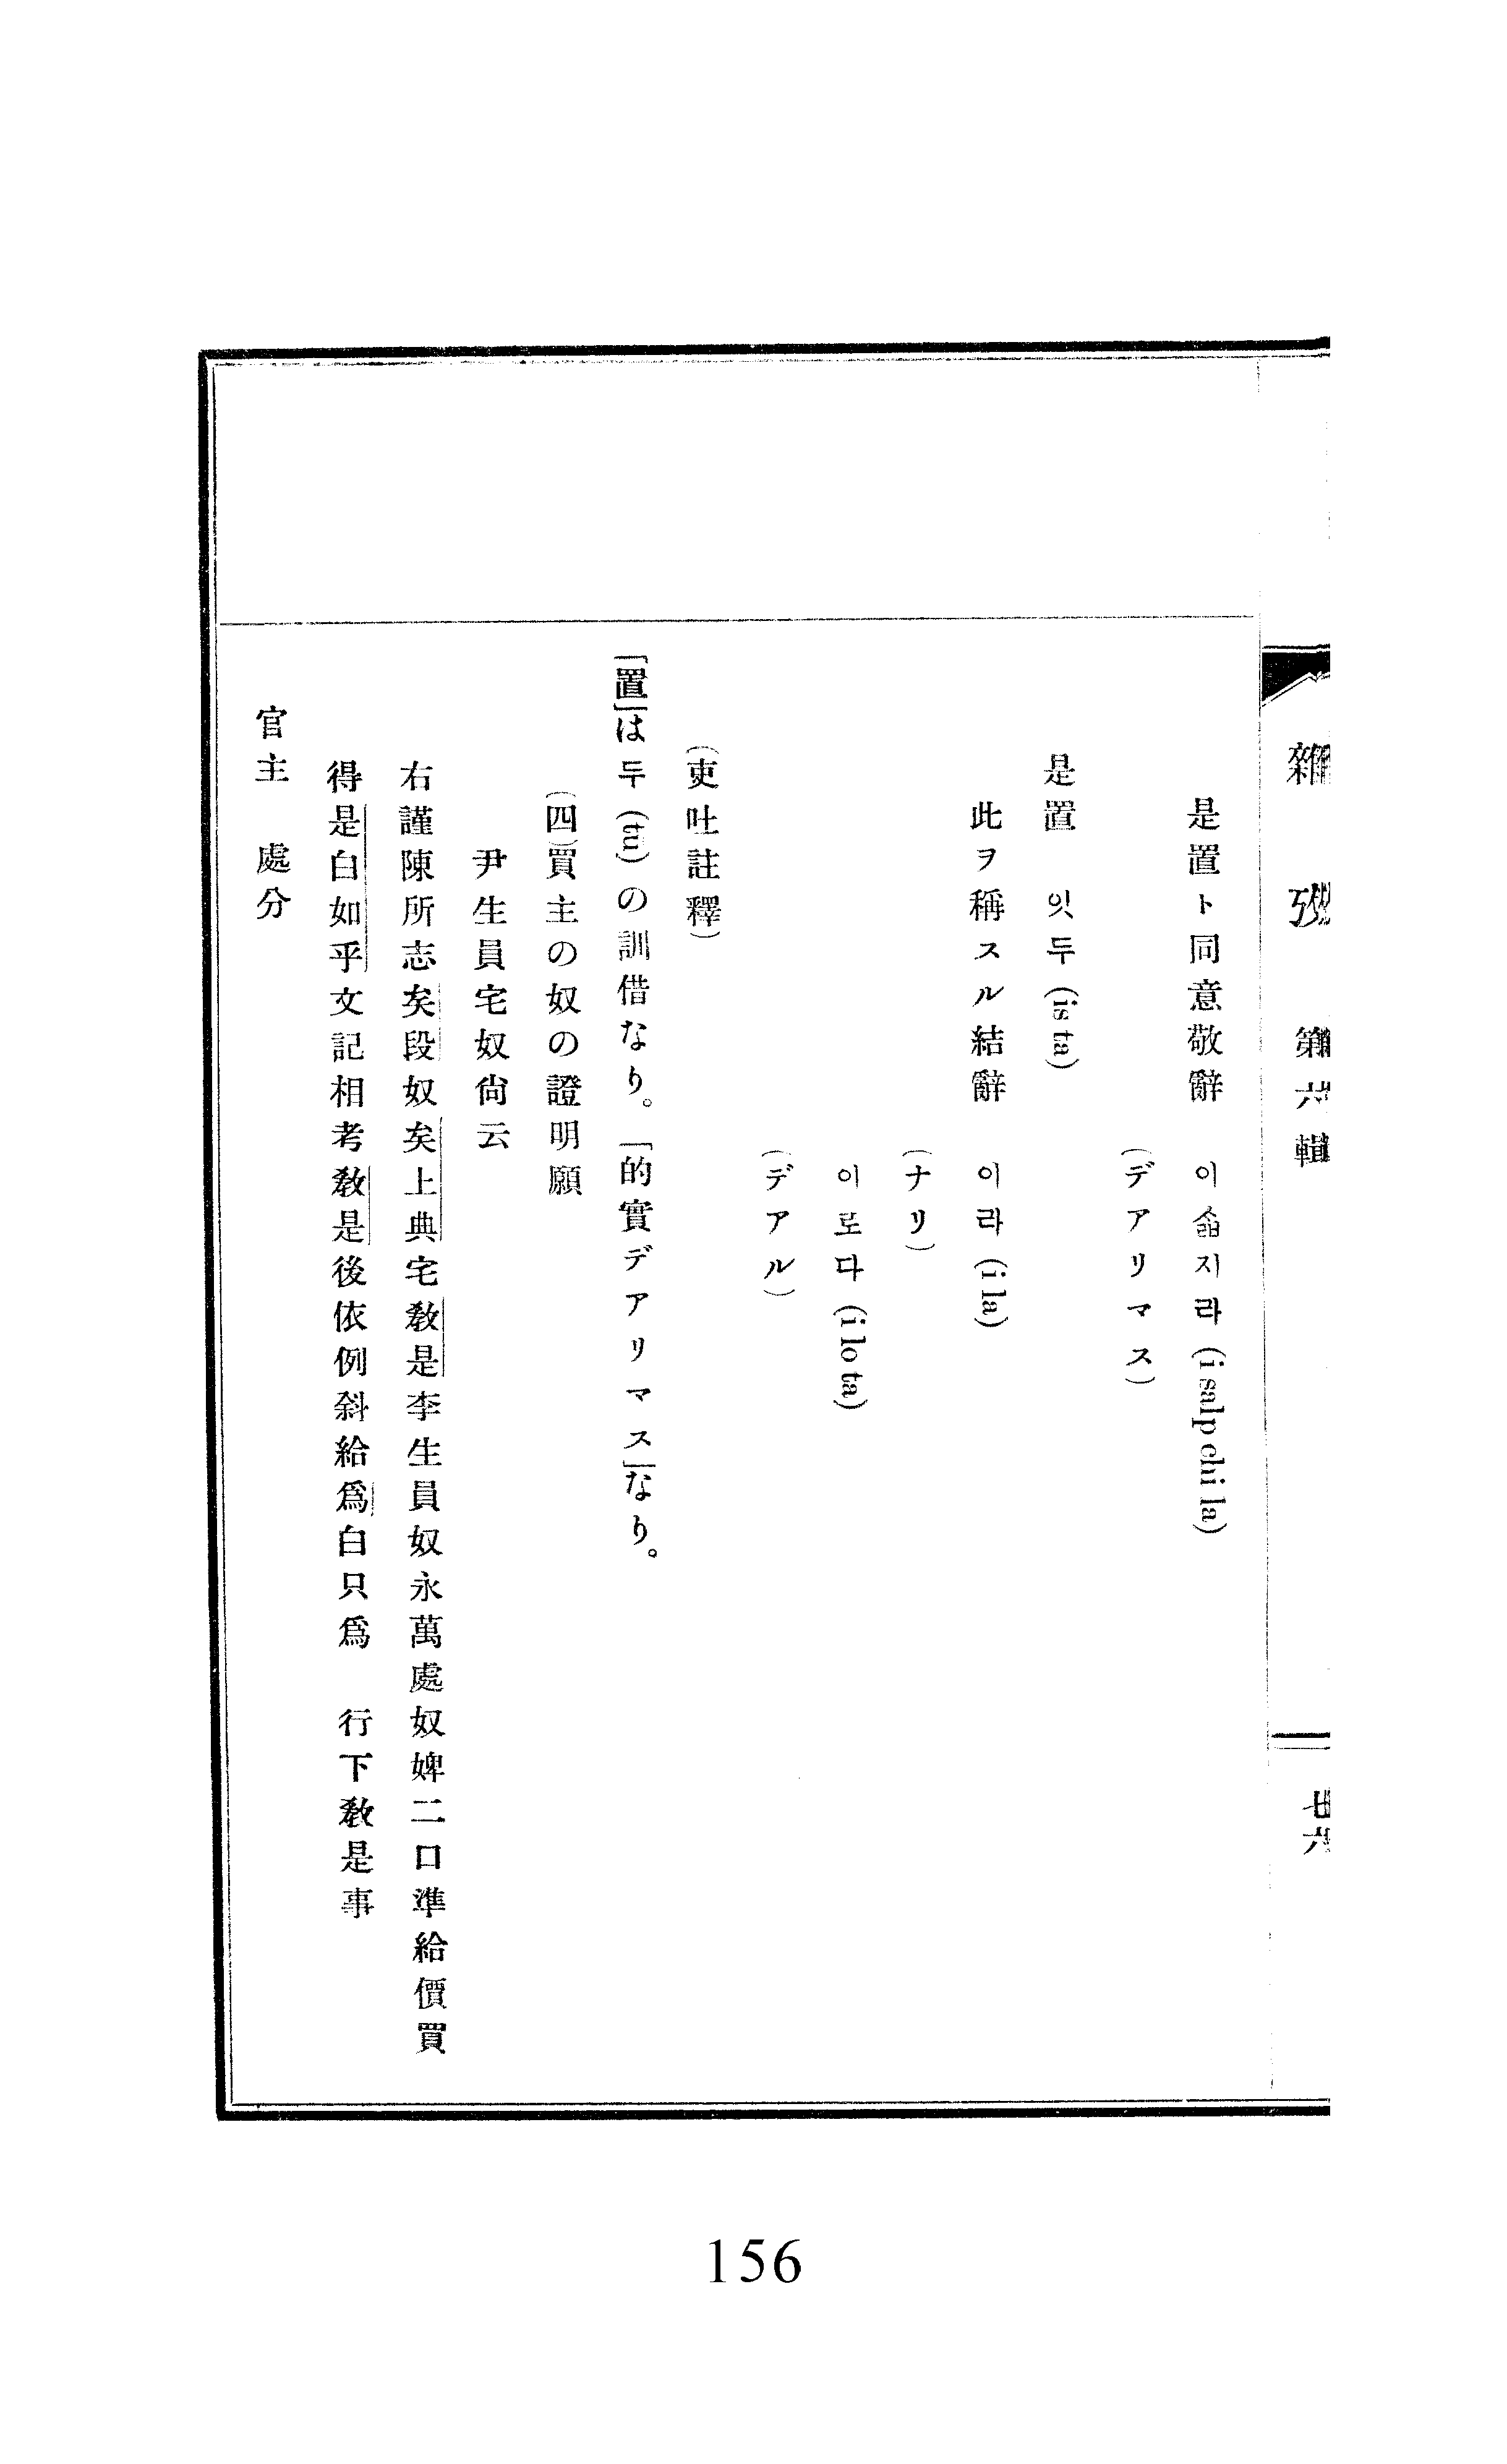 雜攷 第六輯
廿六
是置ト同意敬辭 이숣지라 (i salp chi la)
(デアリマス)
是置 잇두 (is ta)
此ヲ稱スル結辭 이라 (i la)
(ナリ)
이로다 (i lo ta)
(デアル)
(吏吐註釋)
「置」は두 (tu) の訓借なり。「的實デアリマス」なり。
(四)買主の奴の證明願
尹生員宅奴尙云
右謹陳所志矣段奴矣上典宅敎是李生員奴永萬處奴婢二口準給價買
得是白如乎文記相考敎是後依例斜給爲白只爲 行下敎是事
官主 處分
156